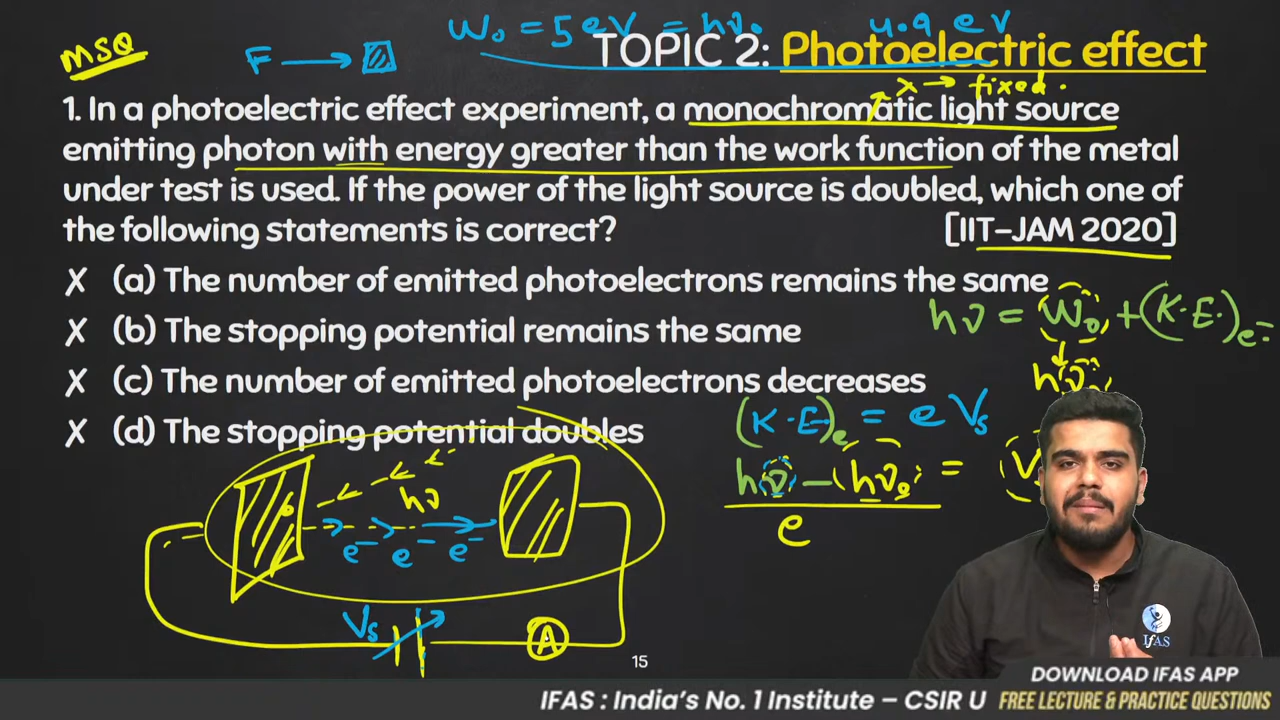 W₀ = 5eV = hν₀ 4.9 eV
MSQ
F
TOPIC 2: Photoelectric effect
x → fixed.
1. In a photoelectric effect experiment, a monochromatic light source
emitting photon with energy greater than the work function of the metal
under test is used. If the power of the light source is doubled, which one of
the following statements is correct? [IIT-JAM 2020]
X (a) The number of emitted photoelectrons remains the same
hν = W₀ + (K.E.)e-
X (b) The stopping potential remains the same
X (c) The number of emitted photoelectrons decreases
hν₀
(K.E)e = e Vs
X (d) The stopping potential doubles
hν - hν₀ =
e
hν
e- e- e-
Vs
A
15
IfAS
DOWNLOAD IFAS APP
IFAS : India's No. 1 Institute – CSIR U
FREE LECTURE & PRACTICE QUESTIONS